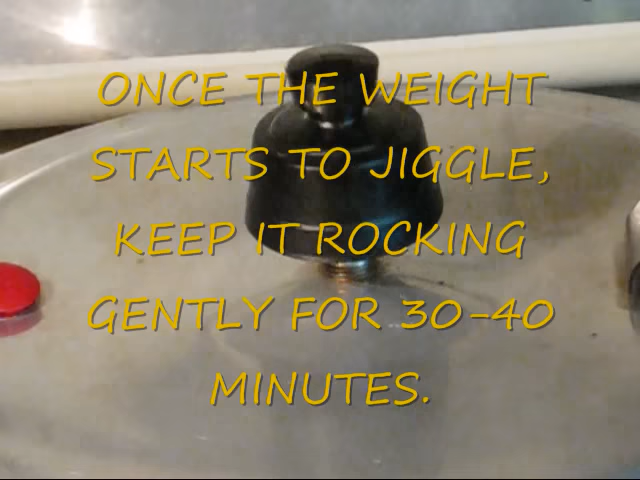 ONCE THE WEIGHT
STARTS TO JIGGLE,
KEEP IT ROCKING
GENTLY FOR 30-40
MINUTES.